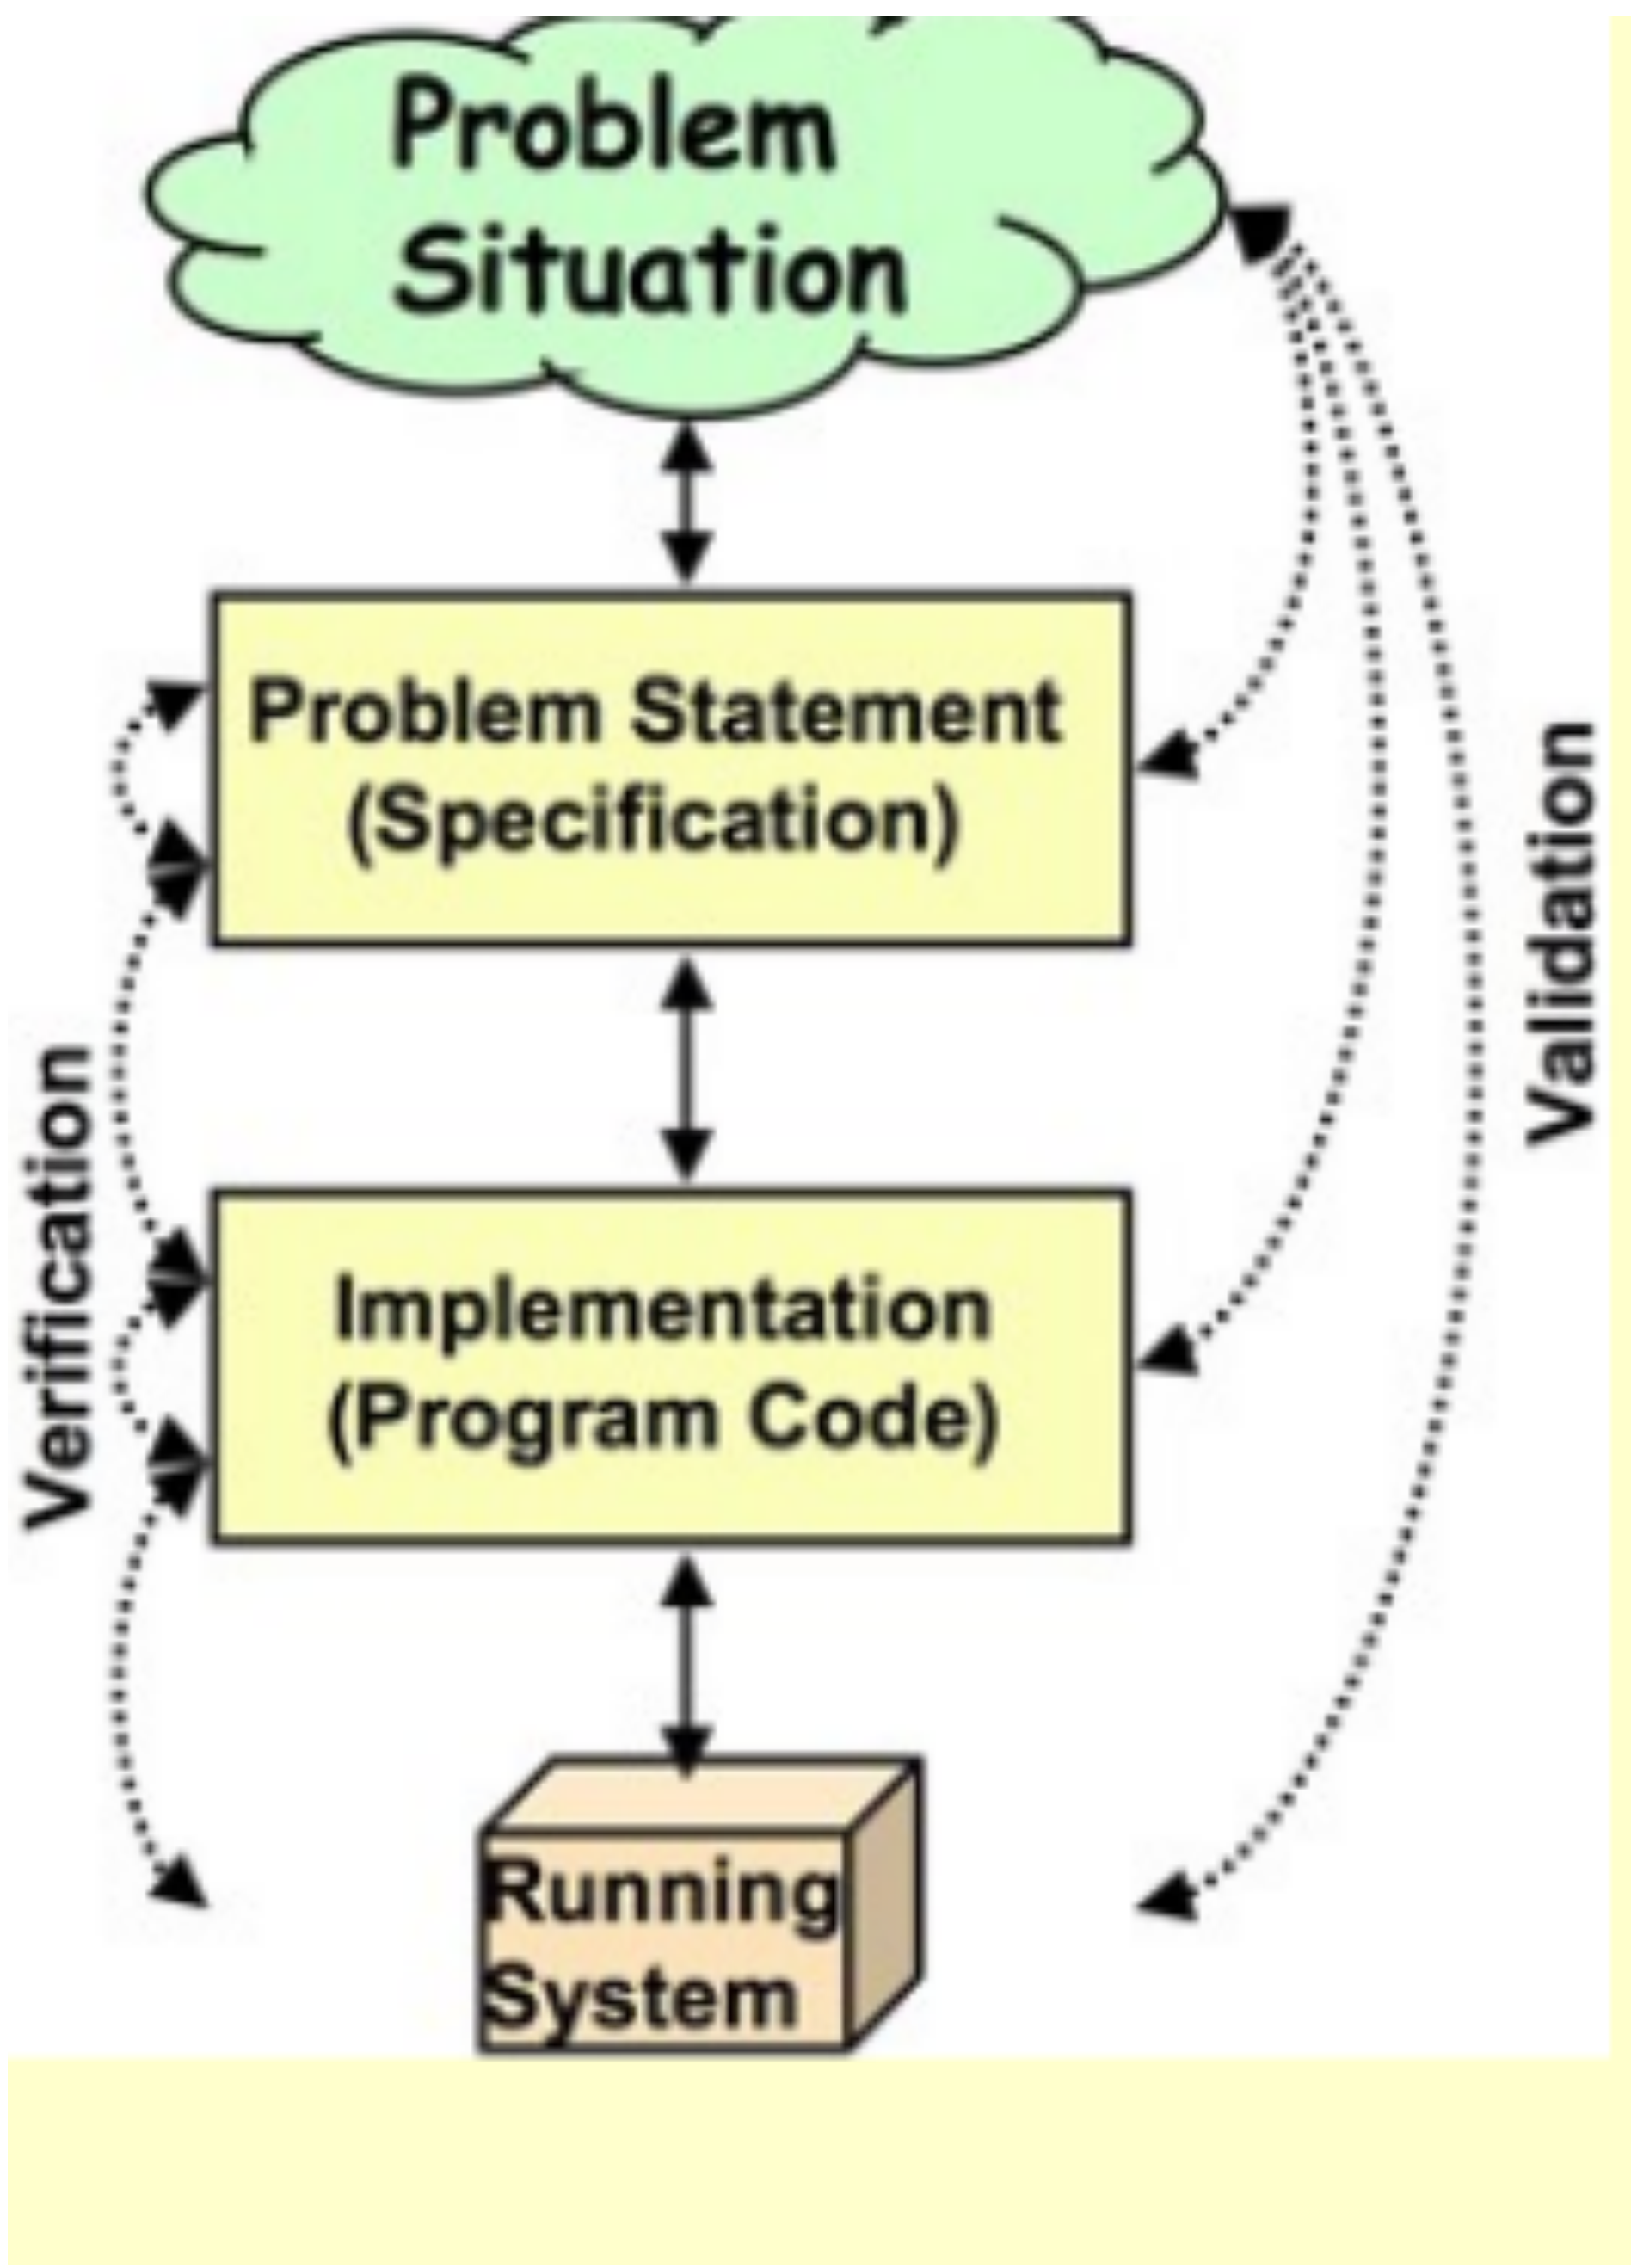 Problem
Situation
Problem Statement
(Specification)
Validation
Verification
Implementation
(Program Code)
Running
System